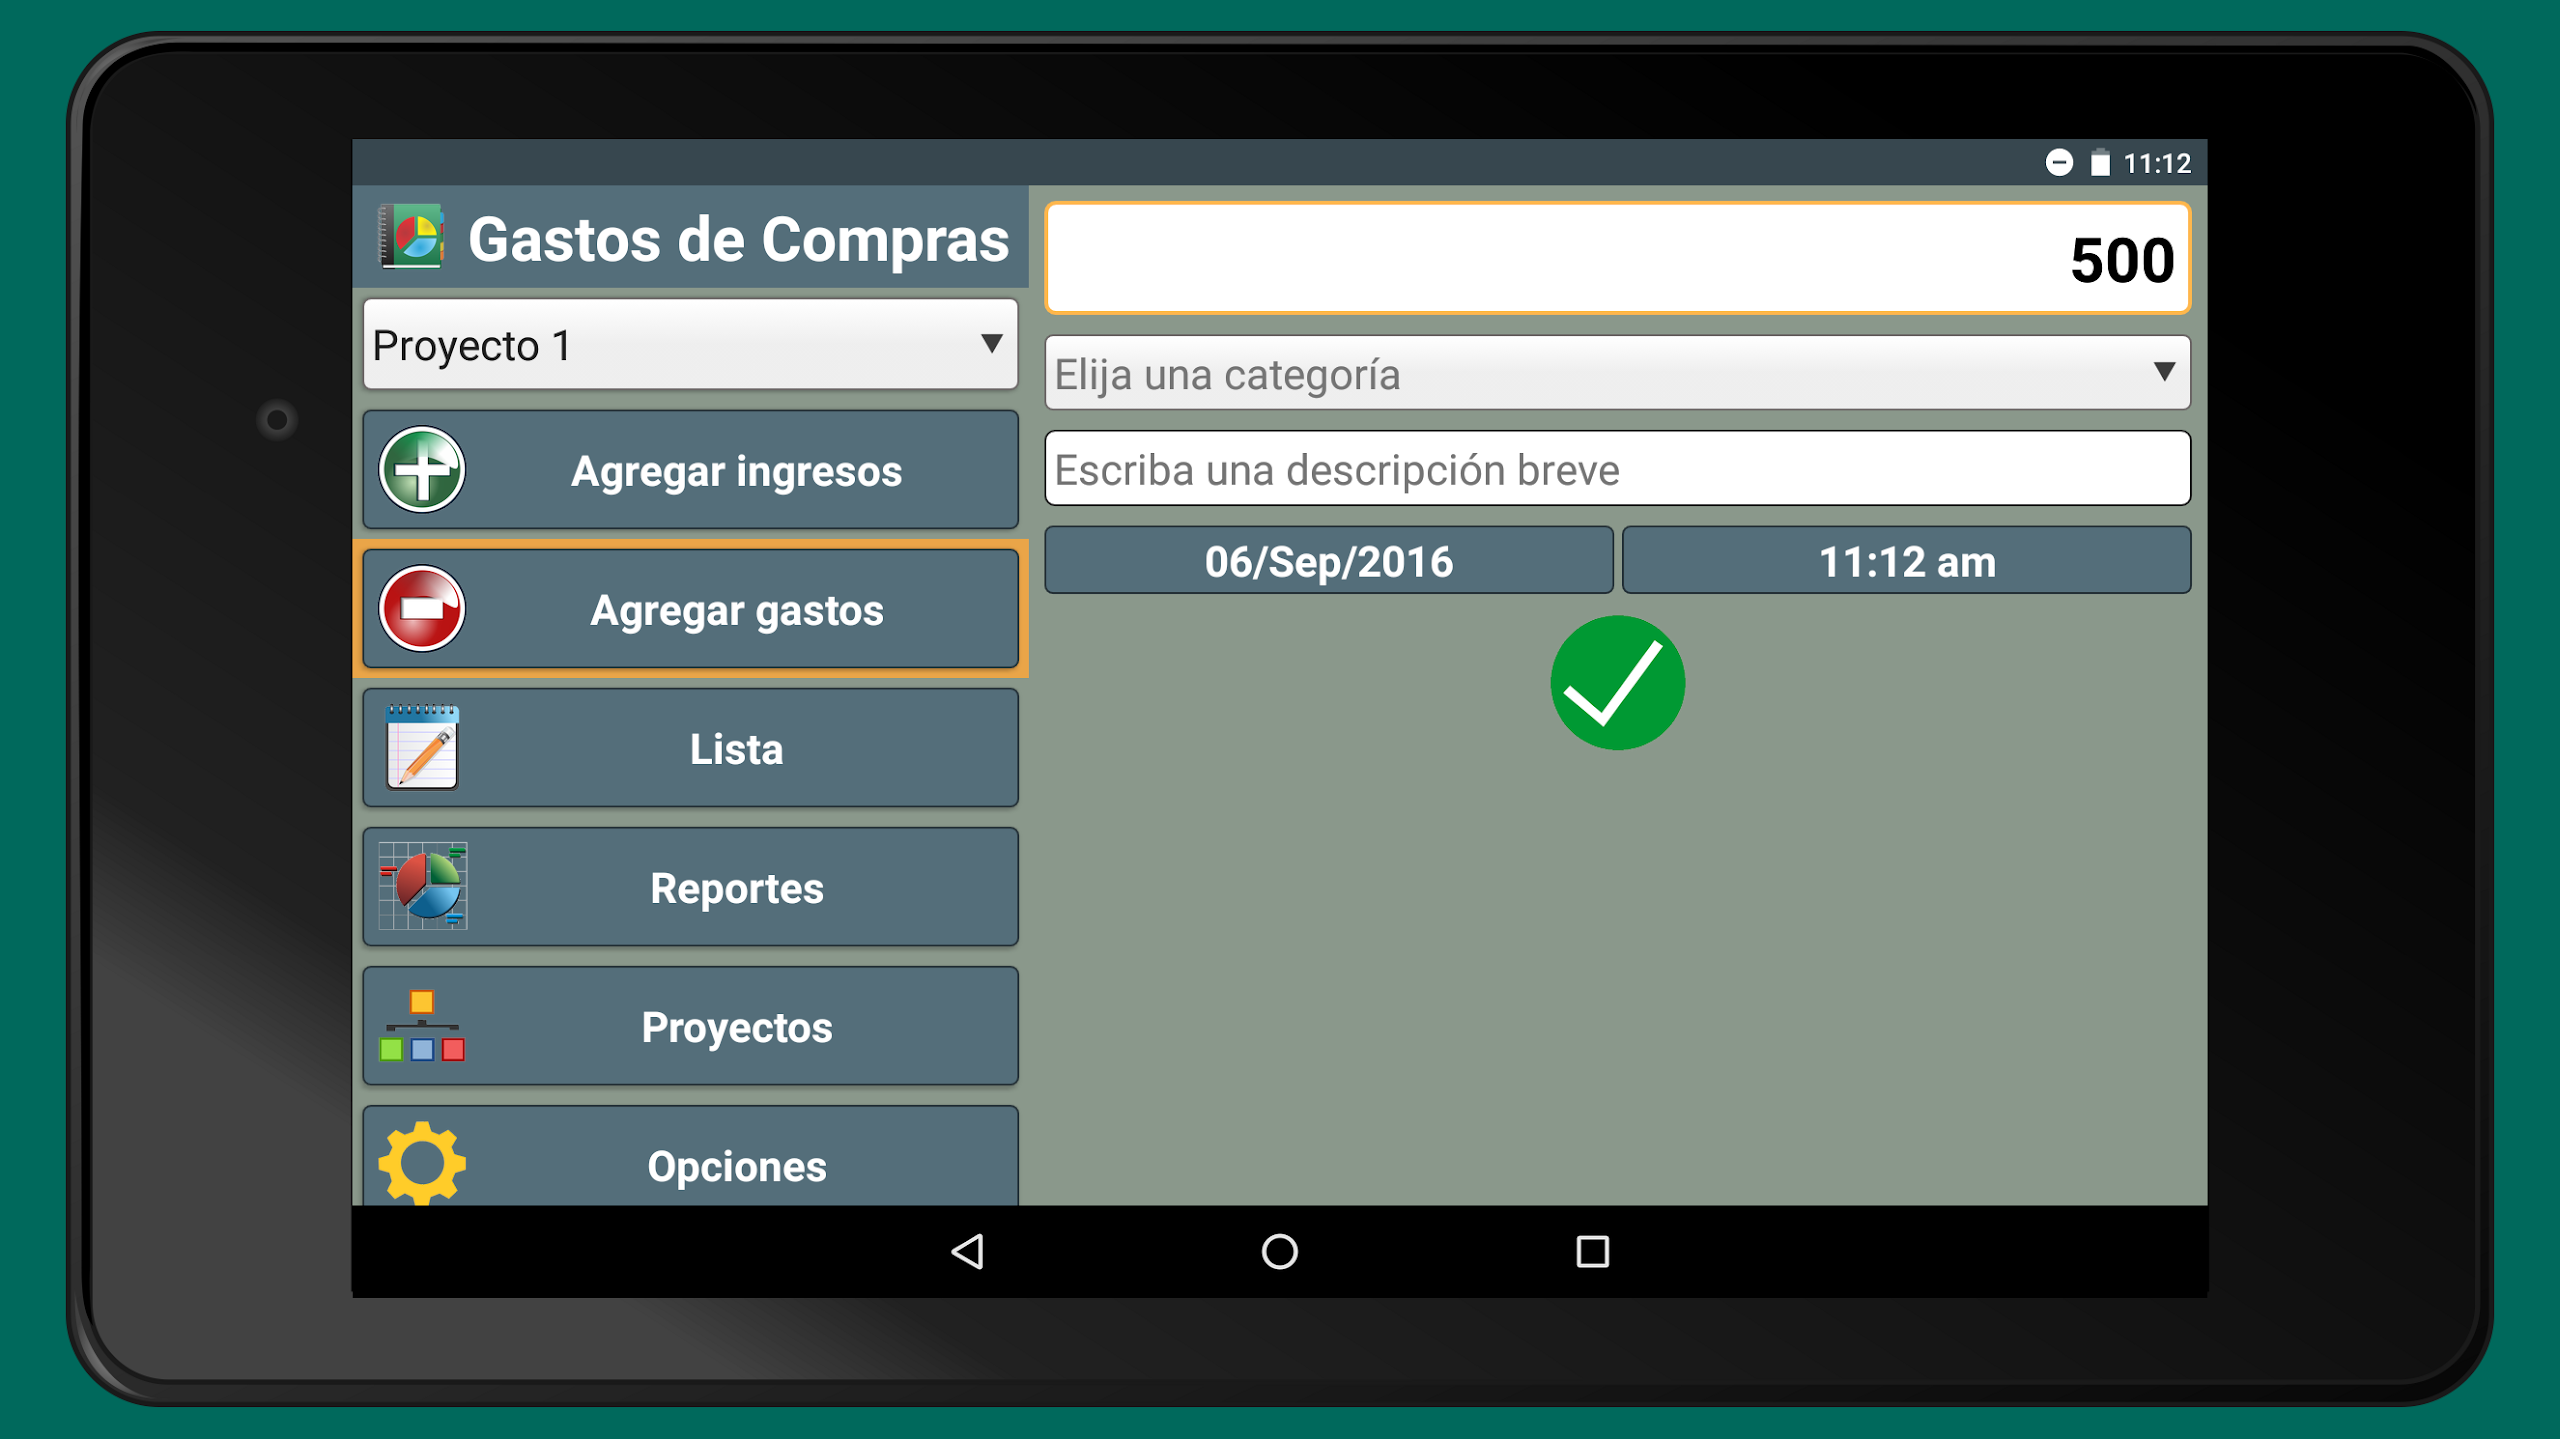 11:12
Gastos de Compras
Proyecto 1
Agregar ingresos
Agregar gastos
Lista
Reportes
Proyectos
Opciones
500
Elija una categoría
Escriba una descripción breve
06/Sep/2016
11:12 am